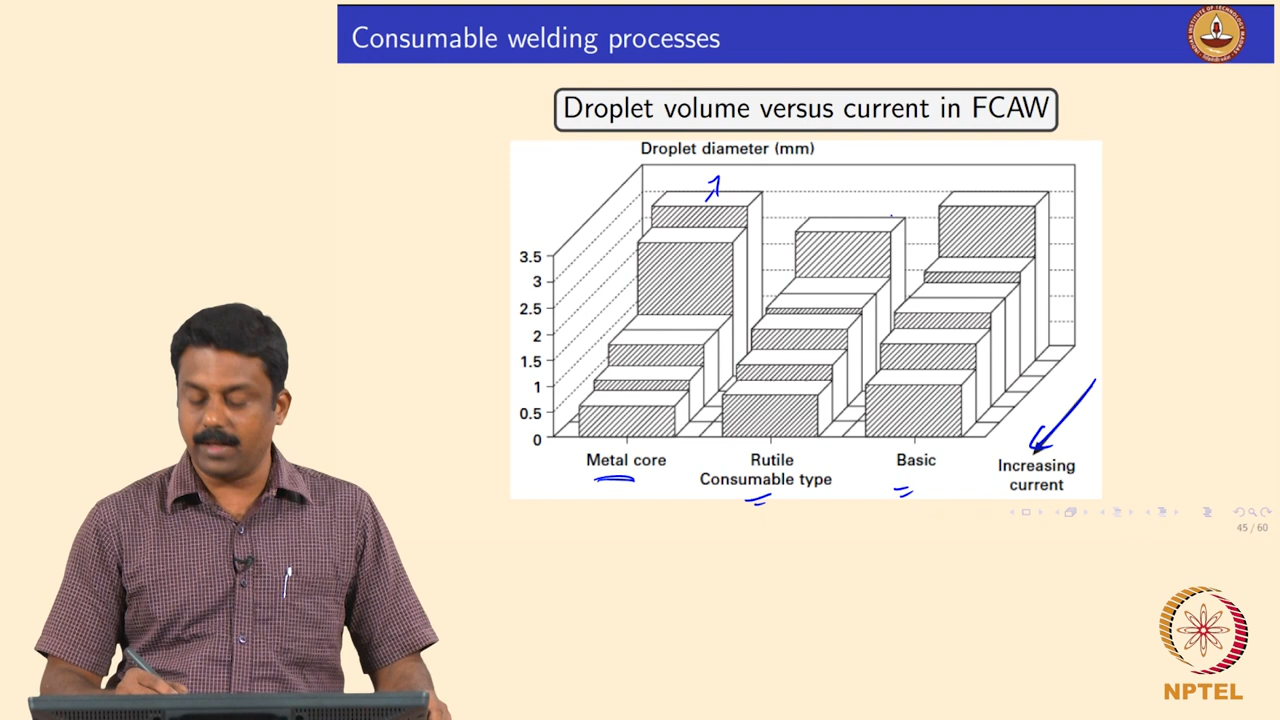 Consumable welding processes
Droplet volume versus current in FCAW
Droplet diameter (mm)
3.5
3
2.5
2
1.5
1
0.5
0
Metal core
Rutile
Basic
Consumable type
Increasing
current
45 / 60
NPTEL